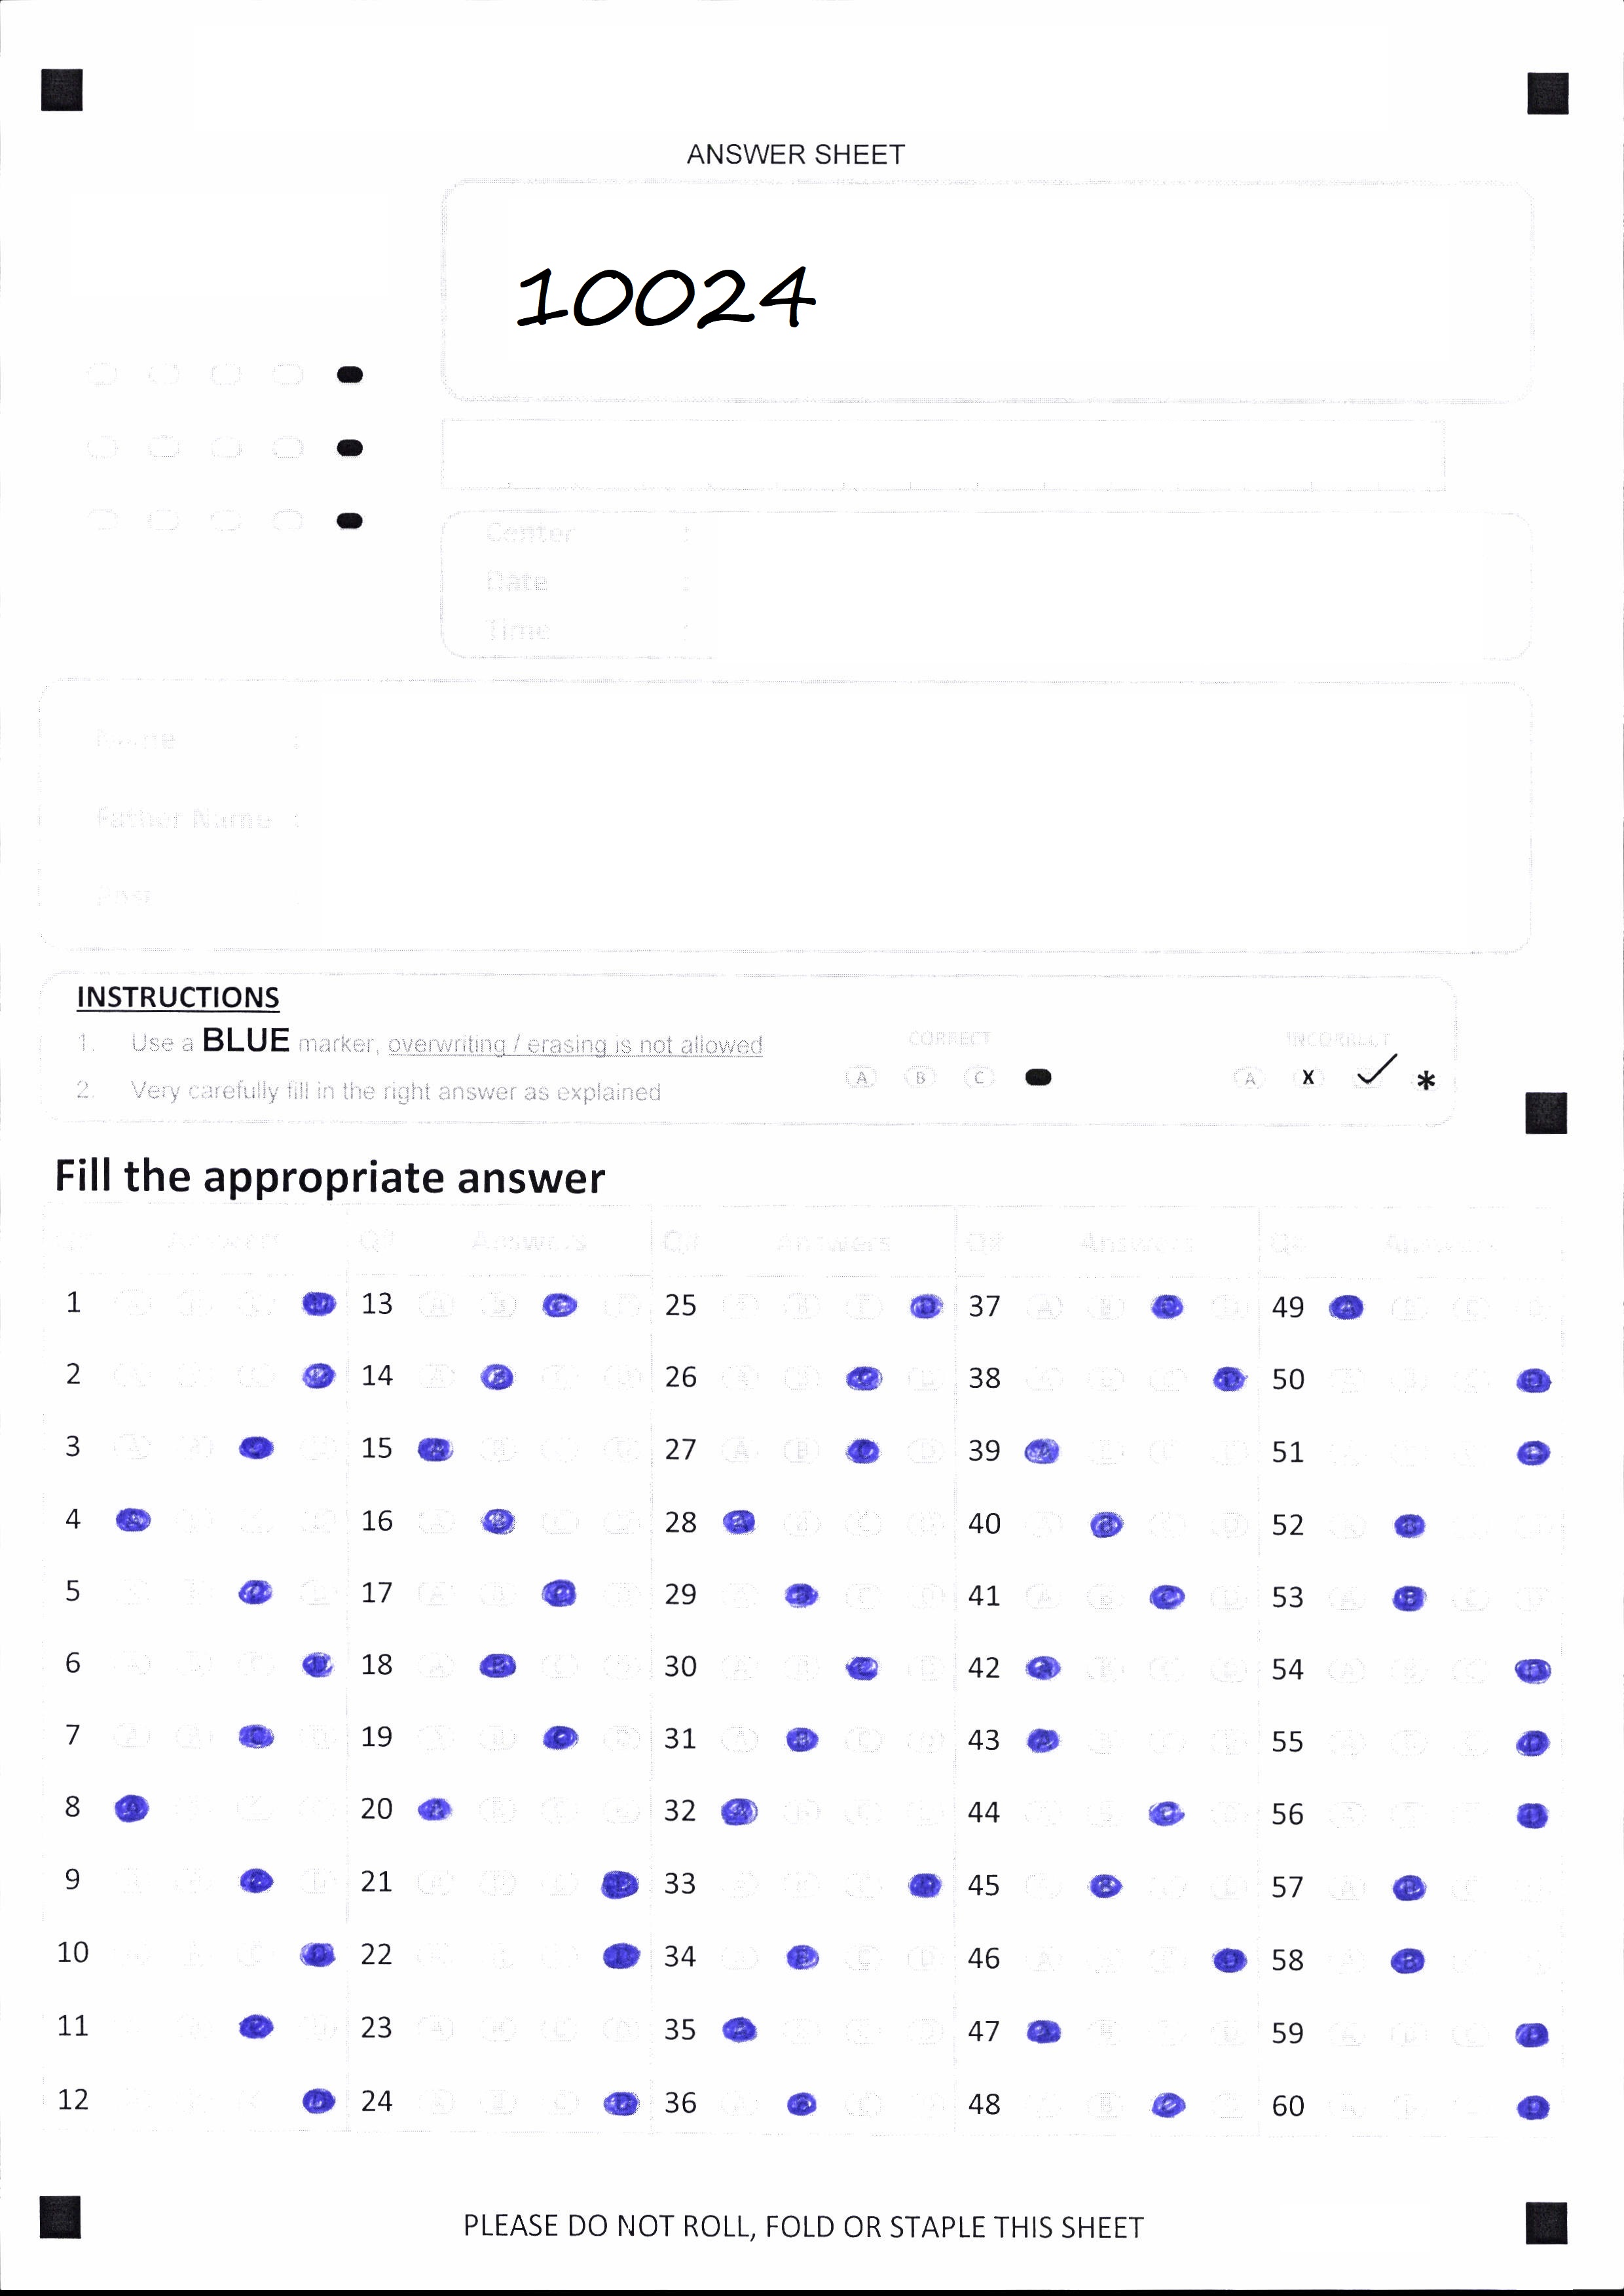 ANSWER SHEET
10024
Center :
Date :
Time :
Name :
Father Name :
INSTRUCTIONS
1. Use a BLUE marker, overwriting / erasing is not allowed
2. Very carefully fill in the right answer as explained
CORRECT
A B C
INCORRECT
A X
Fill the appropriate answer
Q# Answers Q# Answers Q# Answers Q# Answers Q# Answers
1 13 25 37 49
2 14 26 38 50
3 15 27 39 51
4 16 28 40 52
5 17 29 41 53
6 18 30 42 54
7 19 31 43 55
8 20 32 44 56
9 21 33 45 57
10 22 34 46 58
11 23 35 47 59
12 24 36 48 60
PLEASE DO NOT ROLL, FOLD OR STAPLE THIS SHEET